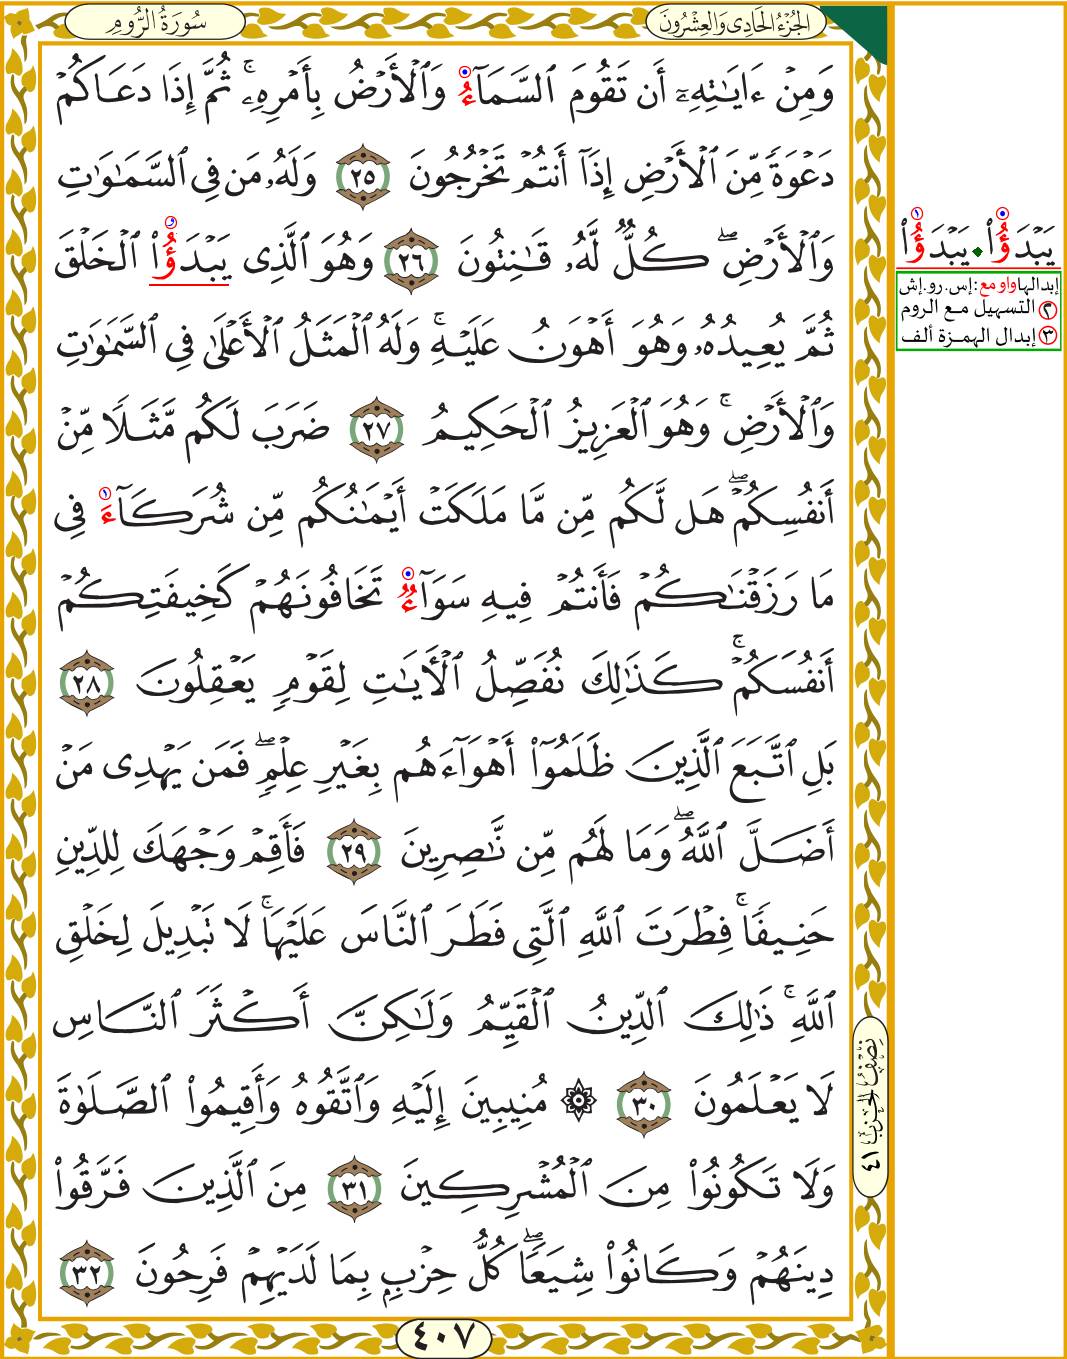 سُورَةُ الرُّومِ
الجُزْءُ الحَادِي وَالعِشْرُونَ
وَمِنْ ءَايَٰتِهِۦٓ أَن تَقُومَ ٱلسَّمَآءُ وَٱلْأَرْضُ بِأَمْرِهِۦۚ ثُمَّ إِذَا دَعَاكُمْ
دَعْوَةً مِّنَ ٱلْأَرْضِ إِذَآ أَنتُمْ تَخْرُجُونَ ٢٥ وَلَهُۥ مَن فِي ٱلسَّمَٰوَٰتِ
وَٱلْأَرْضِۖ كُلٌّ لَّهُۥ قَٰنِتُونَ ٢٦ وَهُوَ ٱلَّذِي يَبْدَؤُا۟ ٱلْخَلْقَ
ثُمَّ يُعِيدُهُۥ وَهُوَ أَهْوَنُ عَلَيْهِۚ وَلَهُ ٱلْمَثَلُ ٱلْأَعْلَىٰ فِي ٱلسَّمَٰوَٰتِ
وَٱلْأَرْضِۚ وَهُوَ ٱلْعَزِيزُ ٱلْحَكِيمُ ٢٧ ضَرَبَ لَكُم مَّثَلًا مِّنْ
أَنفُسِكُمْۖ هَل لَّكُم مِّن مَّا مَلَكَتْ أَيْمَٰنُكُم مِّن شُرَكَآءَ فِي
مَا رَزَقْنَٰكُمْ فَأَنتُمْ فِيهِ سَوَآءٌ تَخَافُونَهُمْ كَخِيفَتِكُمْ
أَنفُسَكُمْۚ كَذَٰلِكَ نُفَصِّلُ ٱلْأٓيَٰتِ لِقَوْمٍ يَعْقِلُونَ ٢٨
بَلِ ٱتَّبَعَ ٱلَّذِينَ ظَلَمُوٓا۟ أَهْوَآءَهُم بِغَيْرِ عِلْمٍۖ فَمَن يَهْدِي مَنْ
أَضَلَّ ٱللَّهُۖ وَمَا لَهُم مِّن نَّٰصِرِينَ ٢٩ فَأَقِمْ وَجْهَكَ لِلدِّينِ
حَنِيفًاۚ فِطْرَتَ ٱللَّهِ ٱلَّتِي فَطَرَ ٱلنَّاسَ عَلَيْهَاۚ لَا تَبْدِيلَ لِخَلْقِ
ٱللَّهِۚ ذَٰلِكَ ٱلدِّينُ ٱلْقَيِّمُ وَلَٰكِنَّ أَكْثَرَ ٱلنَّاسِ
لَا يَعْلَمُونَ ٣٠ ۞ مُنِيبِينَ إِلَيْهِ وَٱتَّقُوهُ وَأَقِيمُوا۟ ٱلصَّلَوٰةَ
وَلَا تَكُونُوا۟ مِنَ ٱلْمُشْرِكِينَ ٣١ مِنَ ٱلَّذِينَ فَرَّقُوا۟
دِينَهُمْ وَكَانُوا۟ شِيَعًاۖ كُلُّ حِزْبٍۭ بِمَا لَدَيْهِمْ فَرِحُونَ ٣٢
٤٠٧
يَبْدَؤُا۟ • يَبْدَؤُا۟
إبدالها واو مع: إس. رو. إش
٢ التسهيل مع الروم
٣ إبدال الهمزة ألف
نِصْفُ الحِزْبِ ٤١